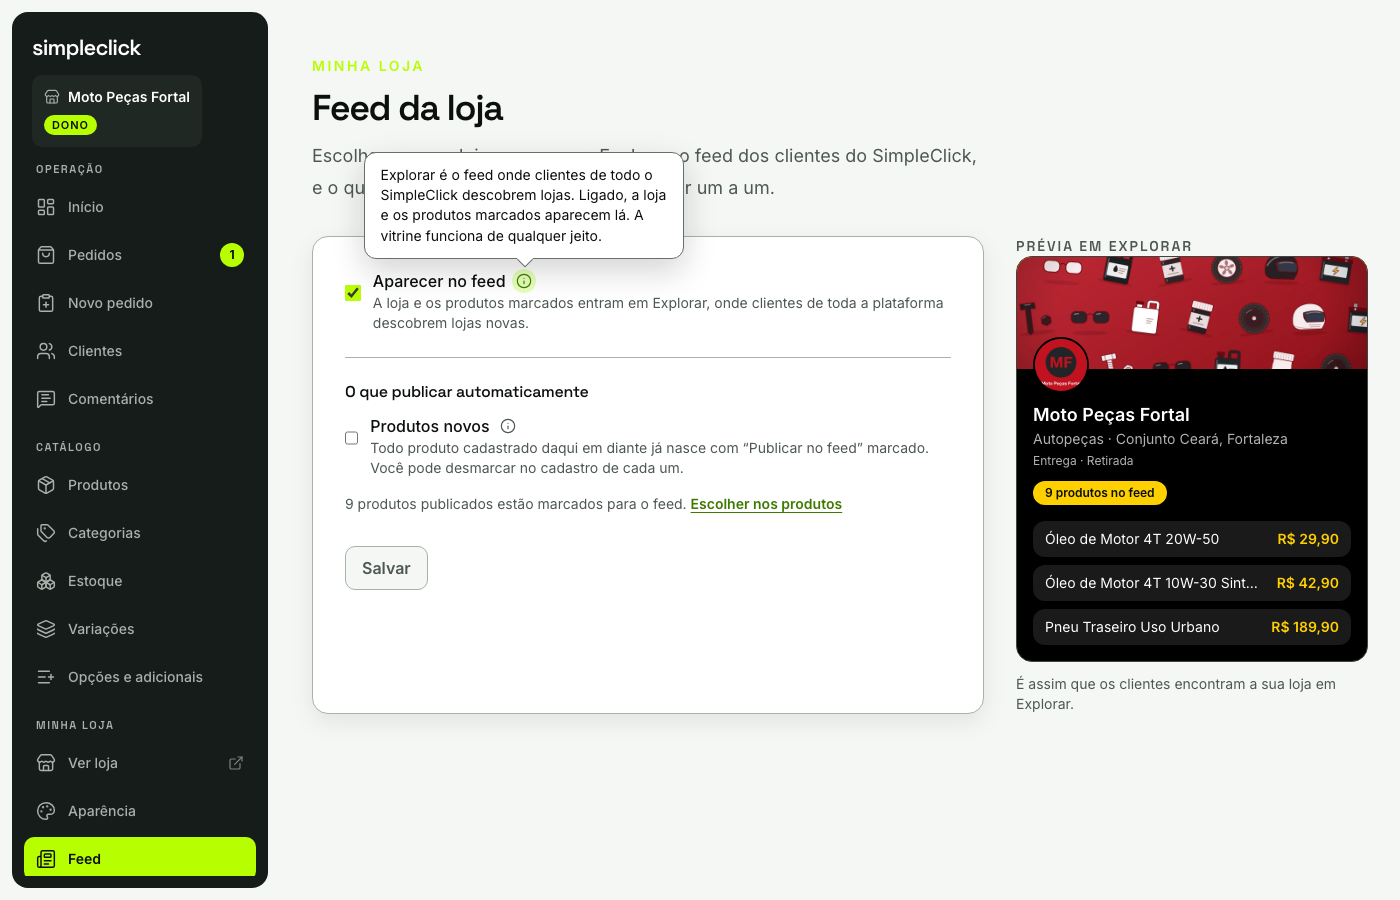 simpleclick
Moto Peças Fortal
DONO
OPERAÇÃO
Início
Pedidos
1
Novo pedido
Clientes
Comentários
CATÁLOGO
Produtos
Categorias
Estoque
Variações
Opções e adicionais
MINHA LOJA
Ver loja
Aparência
Feed
MINHA LOJA
Feed da loja
o feed dos clientes do SimpleClick,
e o qu
r um a um.
Explorar é o feed onde clientes de todo o
SimpleClick descobrem lojas. Ligado, a loja
e os produtos marcados aparecem lá. A
vitrine funciona de qualquer jeito.
Aparecer no feed
A loja e os produtos marcados entram em Explorar, onde clientes de toda a plataforma
descobrem lojas novas.
O que publicar automaticamente
Produtos novos
Todo produto cadastrado daqui em diante já nasce com “Publicar no feed” marcado.
Você pode desmarcar no cadastro de cada um.
9 produtos publicados estão marcados para o feed. Escolher nos produtos
Salvar
PRÉVIA EM EXPLORAR
MF
Moto Peças Fortal
Autopeças · Conjunto Ceará, Fortaleza
Entrega · Retirada
9 produtos no feed
Óleo de Motor 4T 20W-50 R$ 29,90
Óleo de Motor 4T 10W-30 Sint... R$ 42,90
Pneu Traseiro Uso Urbano R$ 189,90
É assim que os clientes encontram a sua loja em
Explorar.